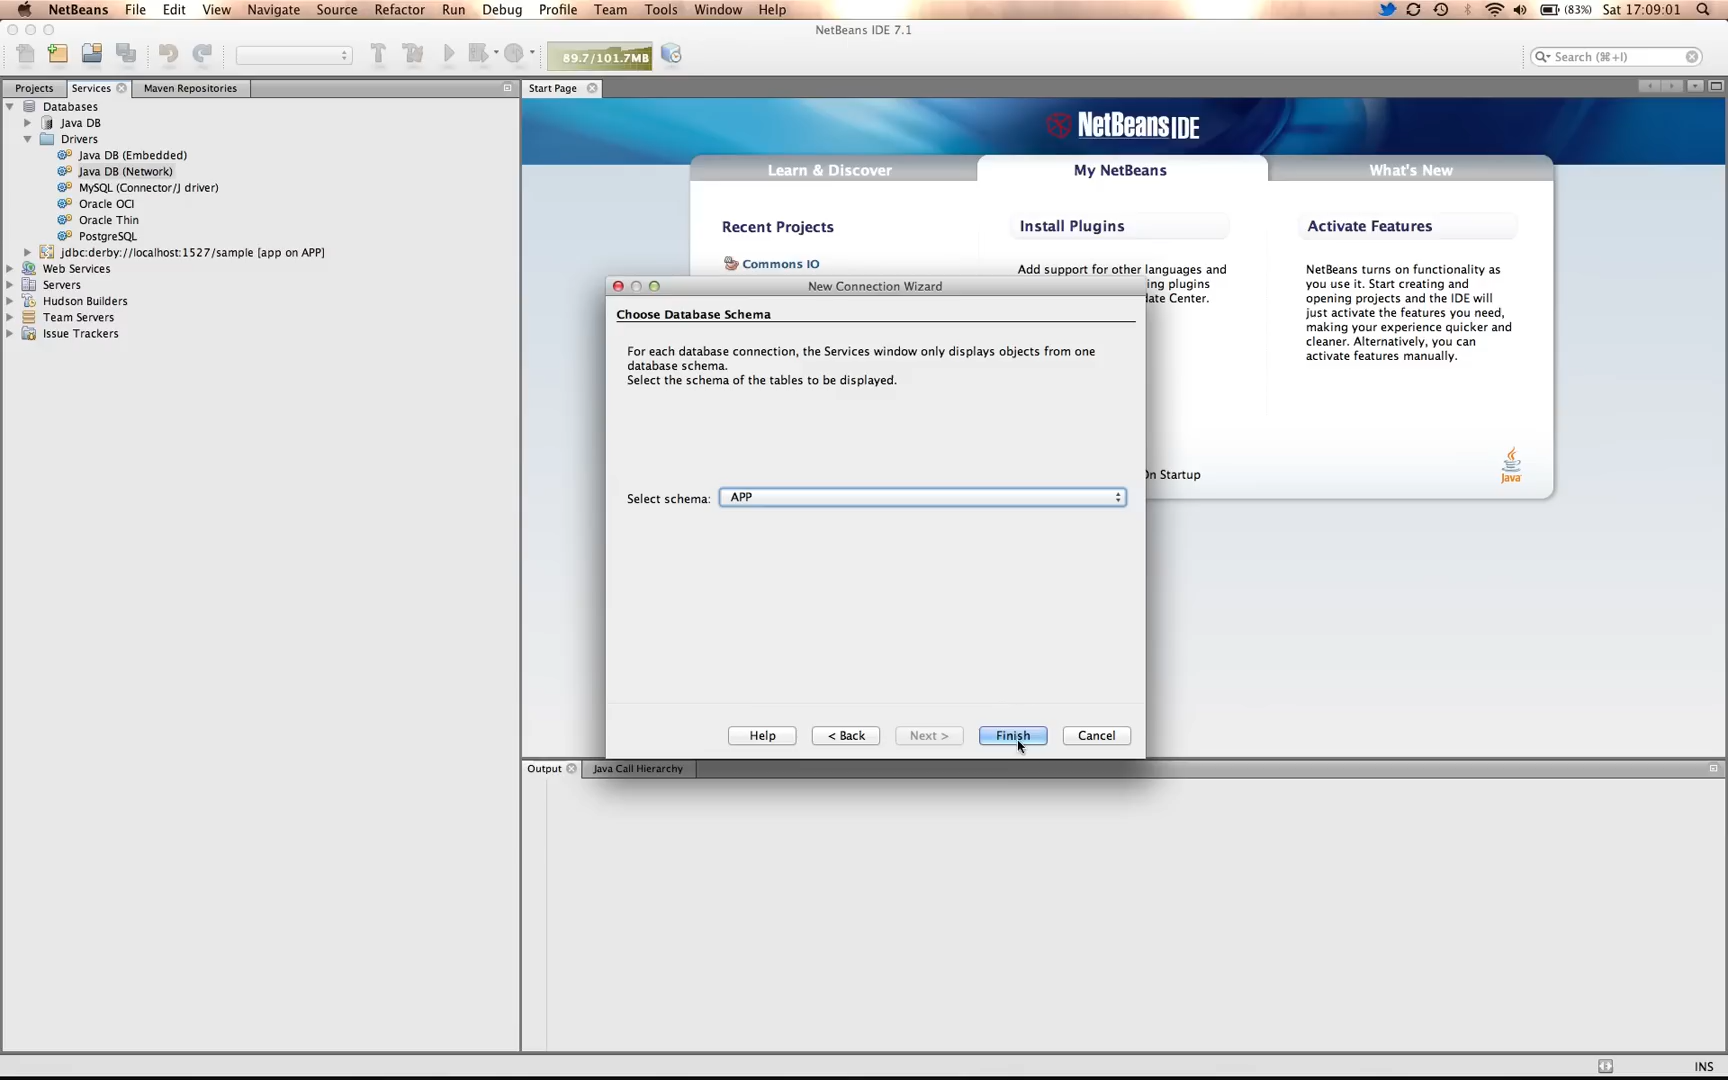 NetBeans File Edit View Navigate Source Refactor Run Debug Profile Team Tools Window Help (83%) Sat 17:09:01
NetBeans IDE 7.1
89.7/101.7MB
Search (⌘+I)
Projects Services Maven Repositories
Start Page
Databases
Java DB
Drivers
Java DB (Embedded)
Java DB (Network)
MySQL (Connector/J driver)
Oracle OCI
Oracle Thin
PostgreSQL
jdbc:derby://localhost:1527/sample [app on APP]
Web Services
Servers
Hudson Builders
Team Servers
Issue Trackers
NetBeans IDE
Learn & Discover
My NetBeans
What's New
Recent Projects
Commons IO
Install Plugins
Add support for other languages and
ing plugins
ate Center.
Activate Features
NetBeans turns on functionality as
you use it. Start creating and
opening projects and the IDE will
just activate the features you need,
making your experience quicker and
cleaner. Alternatively, you can
activate features manually.
On Startup
Java
New Connection Wizard
Choose Database Schema
For each database connection, the Services window only displays objects from one
database schema.
Select the schema of the tables to be displayed.
Select schema: APP
Help < Back Next > Finish Cancel
Output Java Call Hierarchy
INS